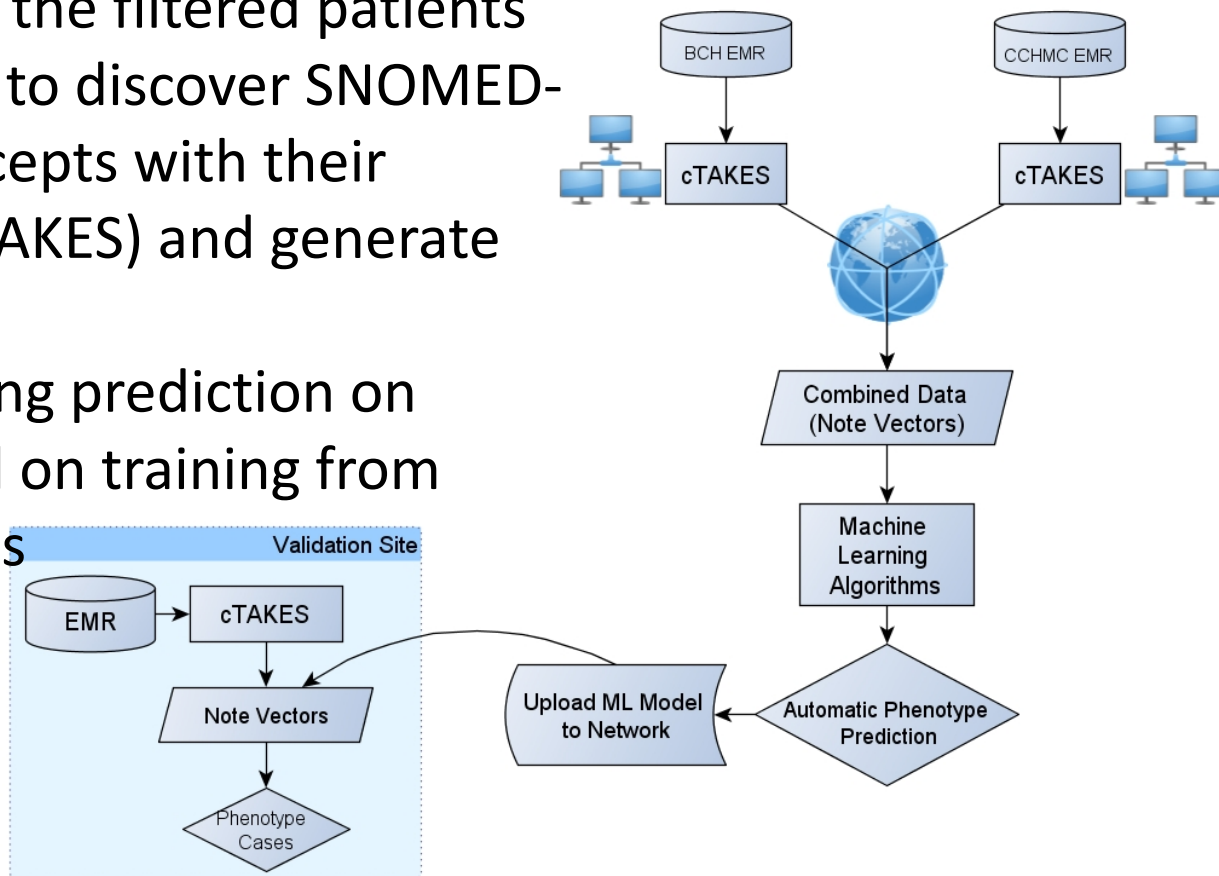 the filtered patients
to discover SNOMED-
cepts with their
AKES) and generate
ng prediction on
on training from
s
BCH EMR
CCHMC EMR
cTAKES
cTAKES
Combined Data
(Note Vectors)
Machine
Learning
Algorithms
Automatic Phenotype
Prediction
Upload ML Model
to Network
Validation Site
EMR
cTAKES
Note Vectors
Phenotype
Cases